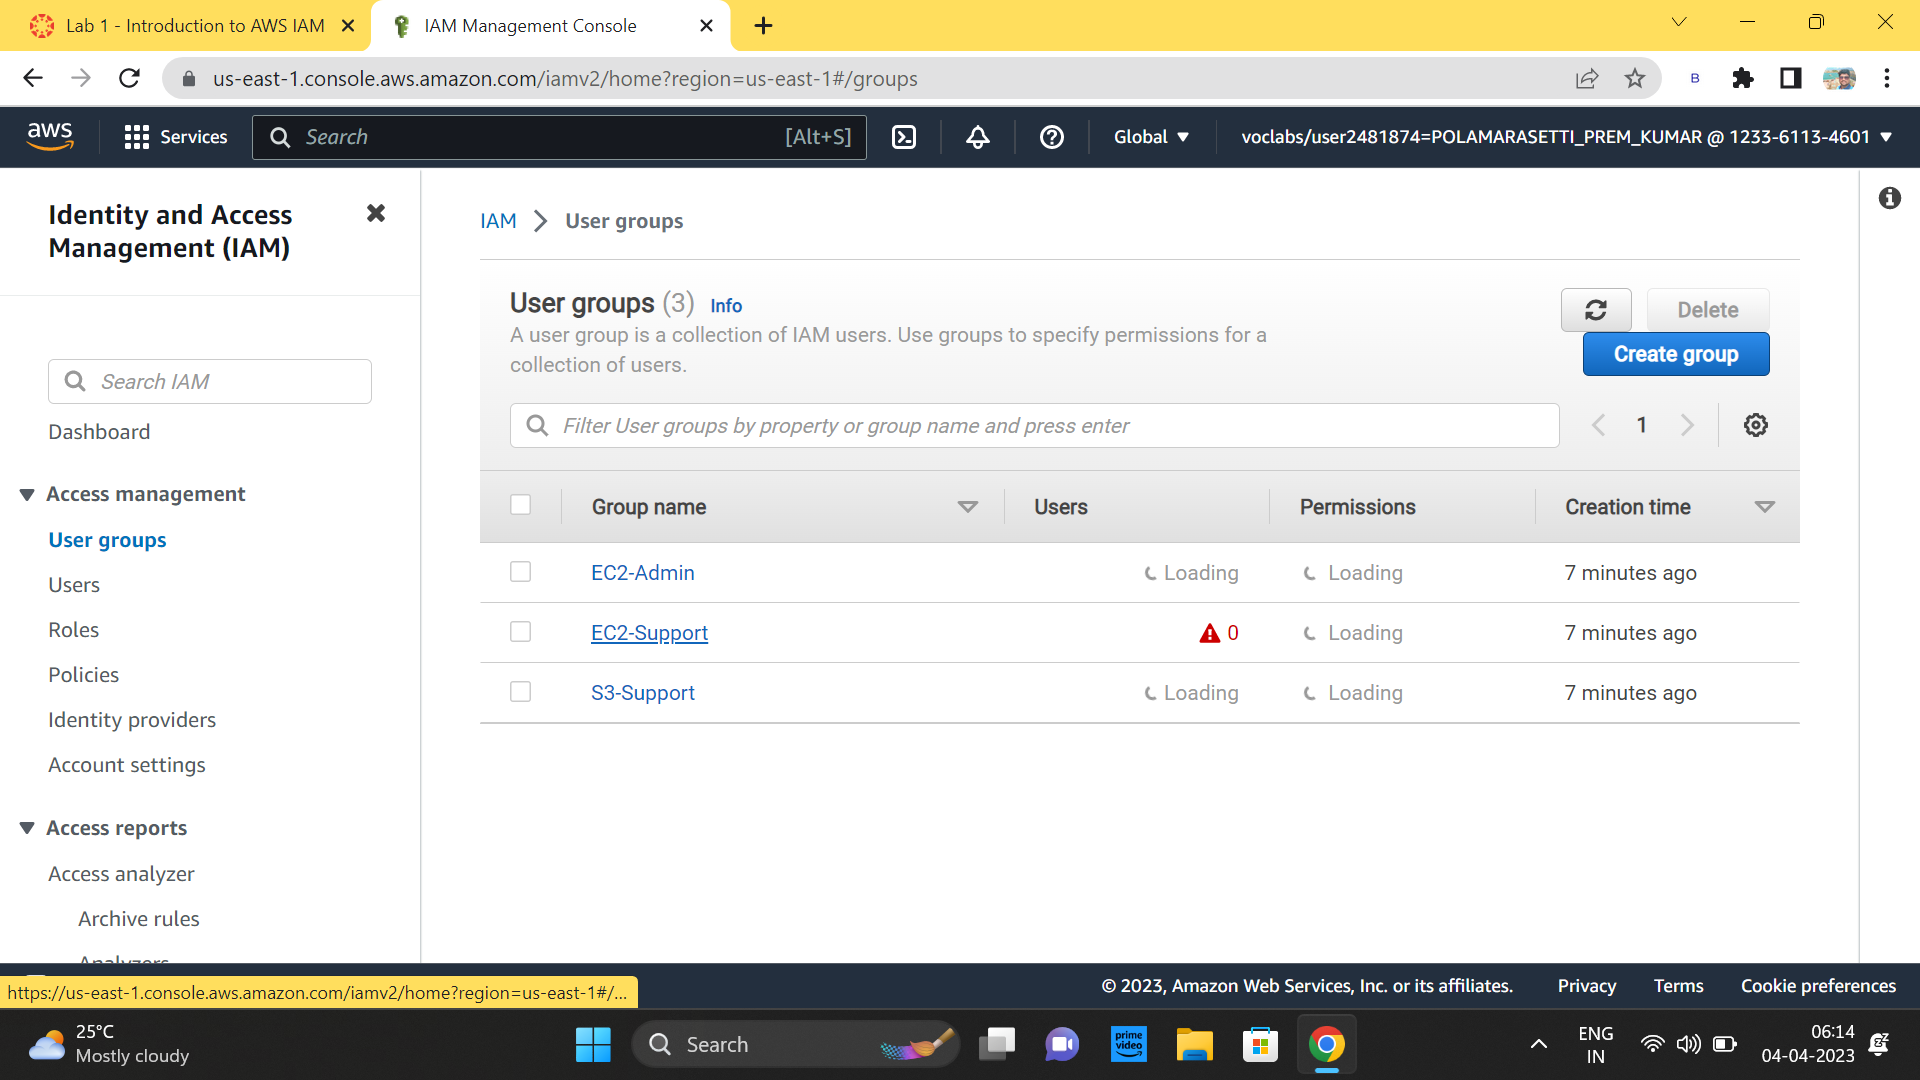 Lab 1 - Introduction to AWS IAM
IAM Management Console
us-east-1.console.aws.amazon.com/iamv2/home?region=us-east-1#/groups
B
aws
Services
Search
[Alt+S]
Global
voclabs/user2481874=POLAMARASETTI_PREM_KUMAR @ 1233-6113-4601
Identity and Access
Management (IAM)
Search IAM
Dashboard
Access management
User groups
Users
Roles
Policies
Identity providers
Account settings
Access reports
Access analyzer
Archive rules
Analyzers
IAM > User groups
User groups (3) Info
A user group is a collection of IAM users. Use groups to specify permissions for a
collection of users.
Delete
Create group
Filter User groups by property or group name and press enter
1
Group name Users Permissions Creation time
EC2-Admin Loading Loading 7 minutes ago
EC2-Support 0 Loading 7 minutes ago
S3-Support Loading Loading 7 minutes ago
https://us-east-1.console.aws.amazon.com/iamv2/home?region=us-east-1#/...
© 2023, Amazon Web Services, Inc. or its affiliates. Privacy Terms Cookie preferences
25°C
Mostly cloudy
Search
prime
video
ENG
IN
06:14
04-04-2023